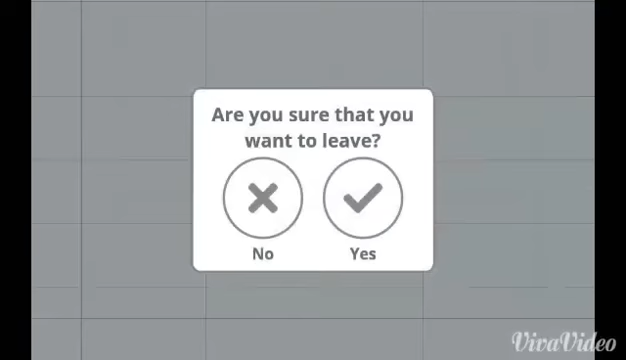 Are you sure that you
want to leave?
No
Yes
VivaVideo